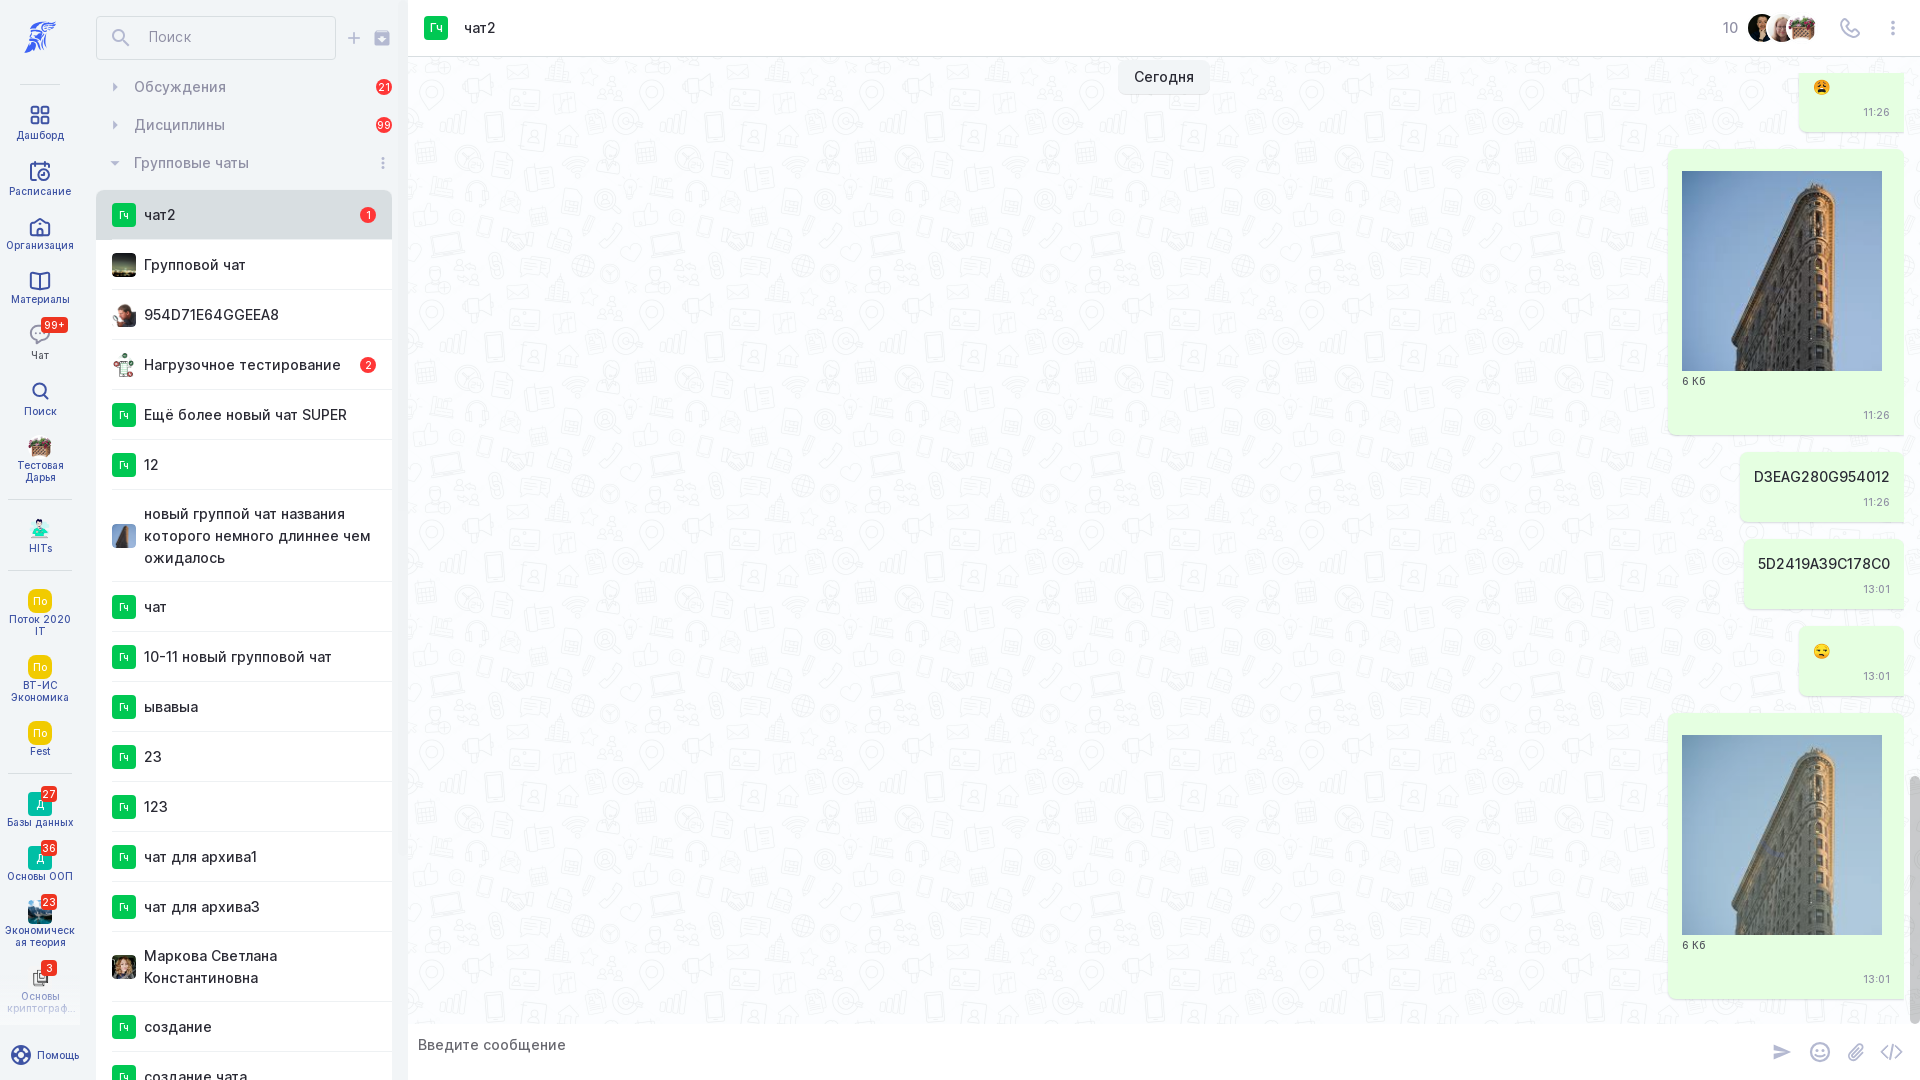 Дашборд
Расписание
Организация
Материалы
99+
Чат
Поиск
Тестовая
Дарья
HITs
По
Поток 2020
IT
По
ВТ-ИС
Экономика
По
Fest
27
Д
Базы данных
36
Д
Основы ООП
23
Экономическ
ая теория
3
Основы
криптограф...
Помощь
Поиск
Обсуждения
21
Дисциплины
99
Групповые чаты
Гч
чат2
1
Групповой чат
954D71E64GGEEA8
Нагрузочное тестирование
2
Гч
Ещё более новый чат SUPER
Гч
12
новый группой чат названия
которого немного длиннее чем
ожидалось
Гч
чат
Гч
10-11 новый групповой чат
Гч
ывавыа
Гч
23
Гч
123
Гч
чат для архива1
Гч
чат для архива3
Маркова Светлана
Константиновна
Гч
создание
Гч
создание чата
Гч
чат2
10
Сегодня
11:26
6 Кб
11:26
D3EAG280G954012
11:26
5D2419A39C178C0
13:01
13:01
6 Кб
13:01
Введите сообщение